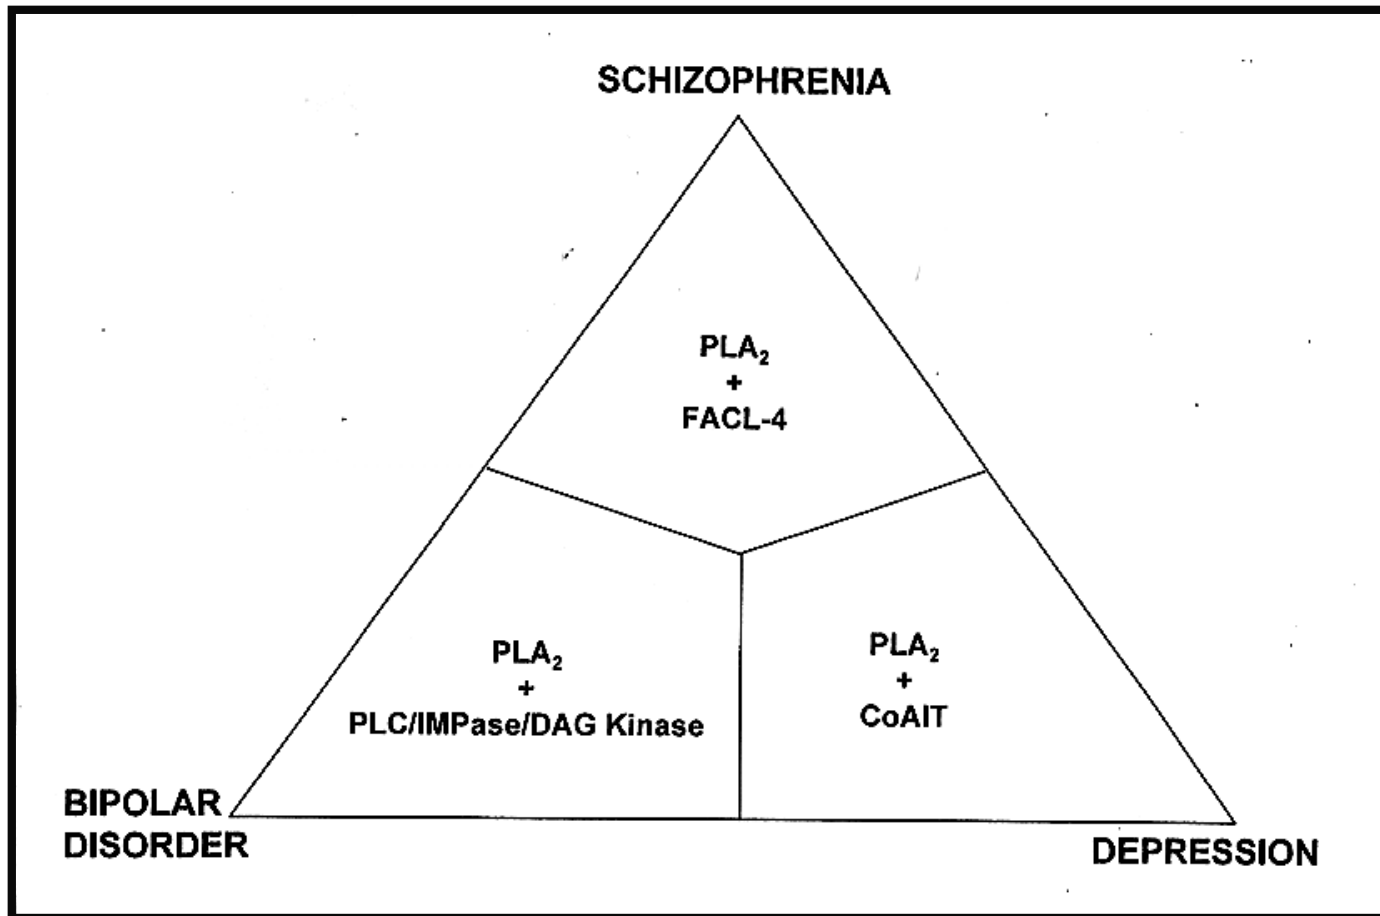 SCHIZOPHRENIA
PLA₂
+
FACL-4
PLA₂
+
PLC/IMPase/DAG Kinase
PLA₂
+
CoAIT
BIPOLAR
DISORDER
DEPRESSION